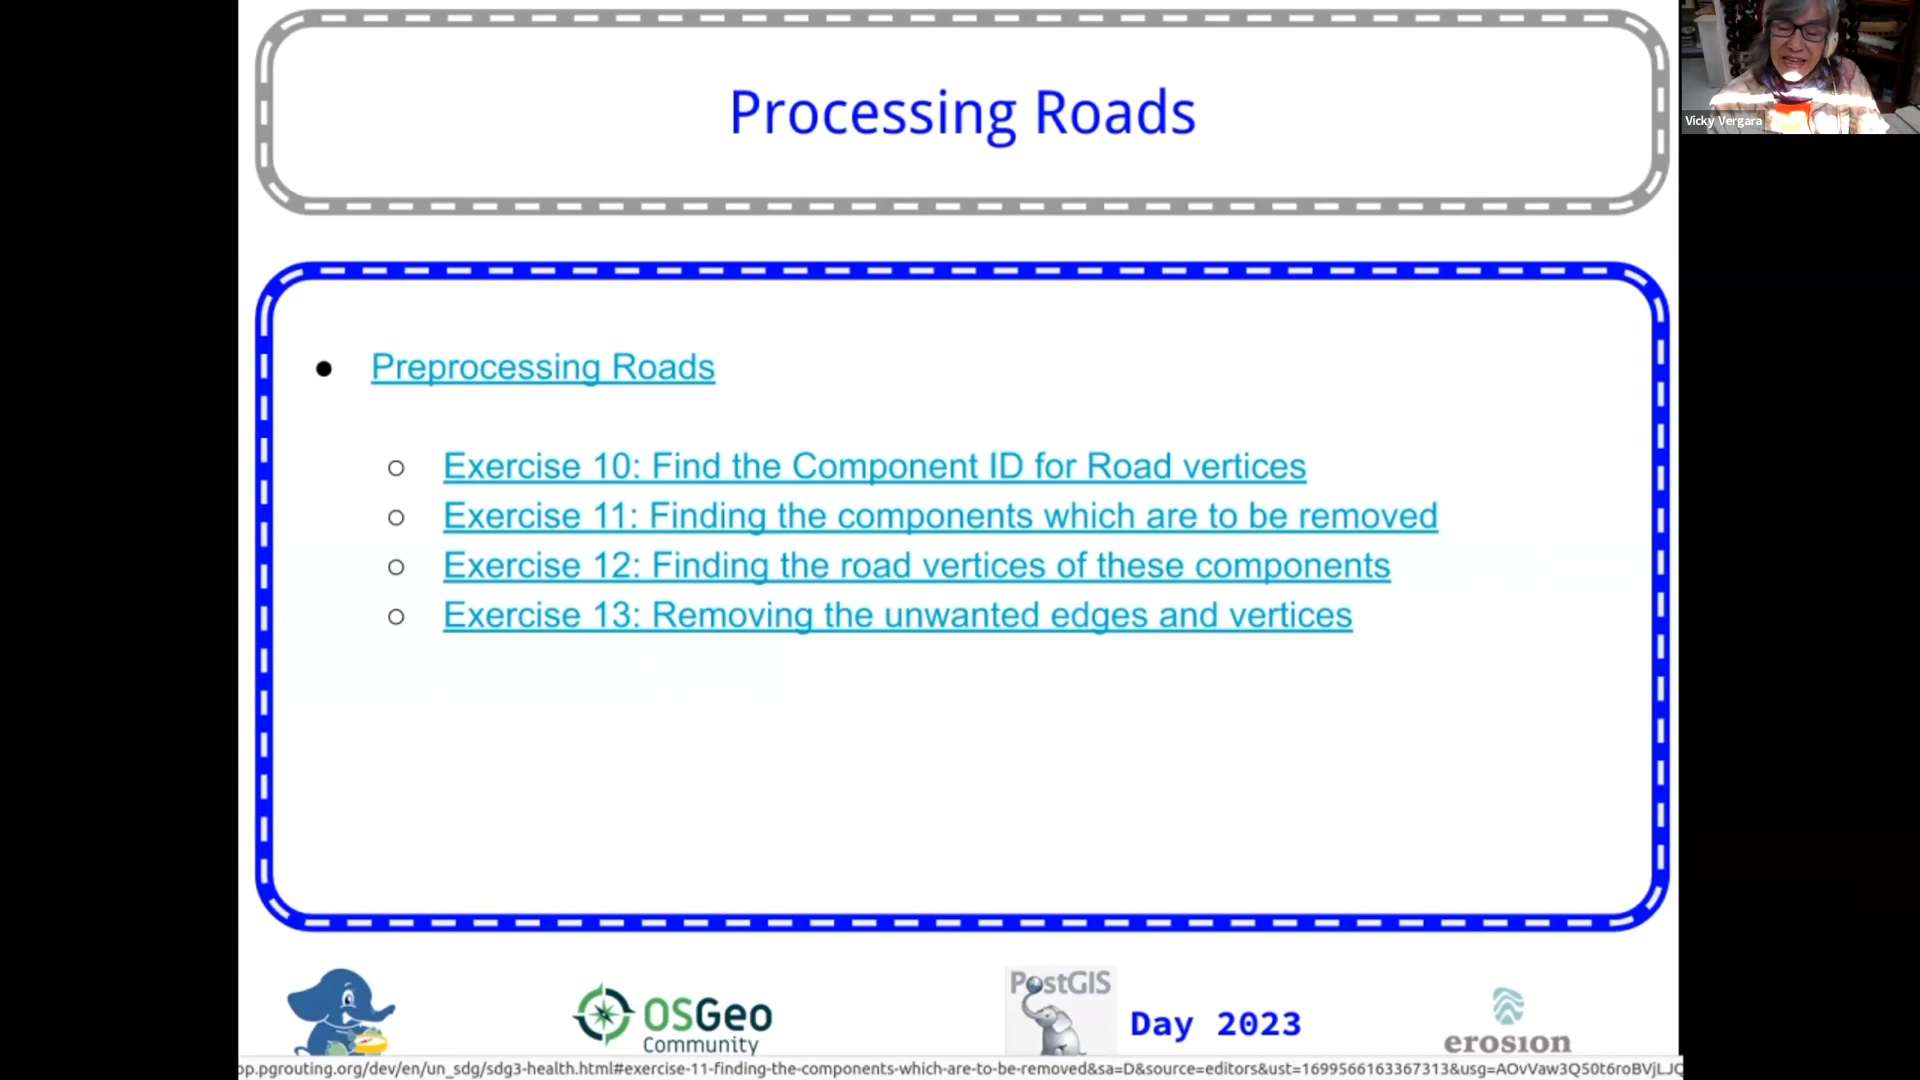 Processing Roads
Vicky Vergara
Preprocessing Roads
Exercise 10: Find the Component ID for Road vertices
Exercise 11: Finding the components which are to be removed
Exercise 12: Finding the road vertices of these components
Exercise 13: Removing the unwanted edges and vertices
OSGeo
Community
PostGIS
Day 2023
erosion
op.pgrouting.org/dev/en/un_sdg/sdg3-health.html#exercise-11-finding-the-components-which-are-to-be-removed&sa=D&source=editors&ust=1699566163367313&usg=AOvVaw3Q50t6roBVjLJQ